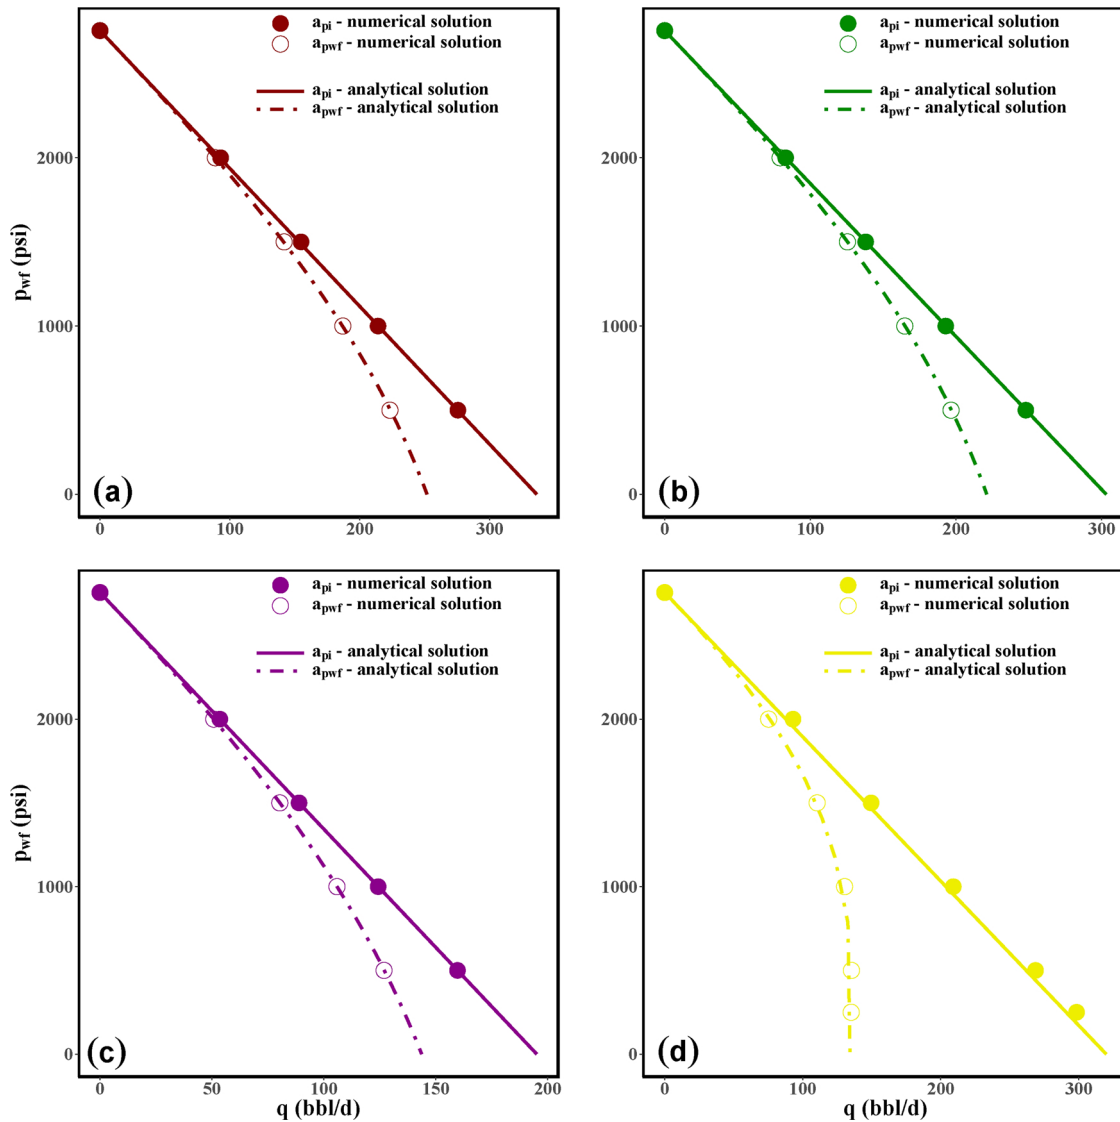 a_pi - numerical solution
a_pwf - numerical solution
a_pi - analytical solution
a_pwf - analytical solution
2000
1000
0
p_wf (psi)
(a)
0 100 200 300
a_pi - numerical solution
a_pwf - numerical solution
a_pi - analytical solution
a_pwf - analytical solution
2000
1000
0
(b)
0 100 200 300
a_pi - numerical solution
a_pwf - numerical solution
a_pi - analytical solution
a_pwf - analytical solution
2000
1000
0
p_wf (psi)
(c)
0 50 100 150 200
q (bbl/d)
a_pi - numerical solution
a_pwf - numerical solution
a_pi - analytical solution
a_pwf - analytical solution
2000
1000
0
(d)
0 100 200 300
q (bbl/d)